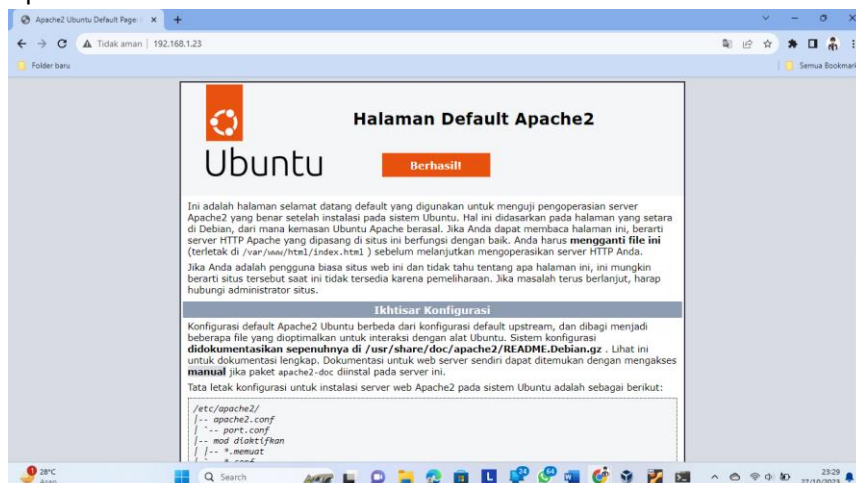 Apache2 Ubuntu Default Page:
Tidak aman
192.168.1.23
Folder baru
Semua Bookmark
Ubuntu
Halaman Default Apache2
Berhasil!
Ini adalah halaman selamat datang default yang digunakan untuk menguji pengoperasian server
Apache2 yang benar setelah instalasi pada sistem Ubuntu. Hal ini didasarkan pada halaman yang setara
di Debian, dari mana kemasan Ubuntu Apache berasal. Jika Anda dapat membaca halaman ini, berarti
server HTTP Apache yang dipasang di situs ini berfungsi dengan baik. Anda harus mengganti file ini
(terletak di /var/www/html/index.html ) sebelum melanjutkan mengoperasikan server HTTP Anda.
Jika Anda adalah pengguna biasa situs web ini dan tidak tahu tentang apa halaman ini, ini mungkin
berarti situs tersebut saat ini tidak tersedia karena pemeliharaan. Jika masalah terus berlanjut, harap
hubungi administrator situs.
Ikhtisar Konfigurasi
Konfigurasi default Apache2 Ubuntu berbeda dari konfigurasi default upstream, dan dibagi menjadi
beberapa file yang dioptimalkan untuk interaksi dengan alat Ubuntu. Sistem konfigurasi
didokumentasikan sepenuhnya di /usr/share/doc/apache2/README.Debian.gz . Lihat ini
untuk dokumentasi lengkap. Dokumentasi untuk web server sendiri dapat ditemukan dengan mengakses
manual jika paket apache2-doc diinstal pada server ini.
Tata letak konfigurasi untuk instalasi server web Apache2 pada sistem Ubuntu adalah sebagai berikut:
/etc/apache2/
|-- apache2.conf
| `-- port.conf
|-- mod diaktifkan
| |-- *.memuat
| `-- *.conf
28°C
Search
23:29
27/10/2023